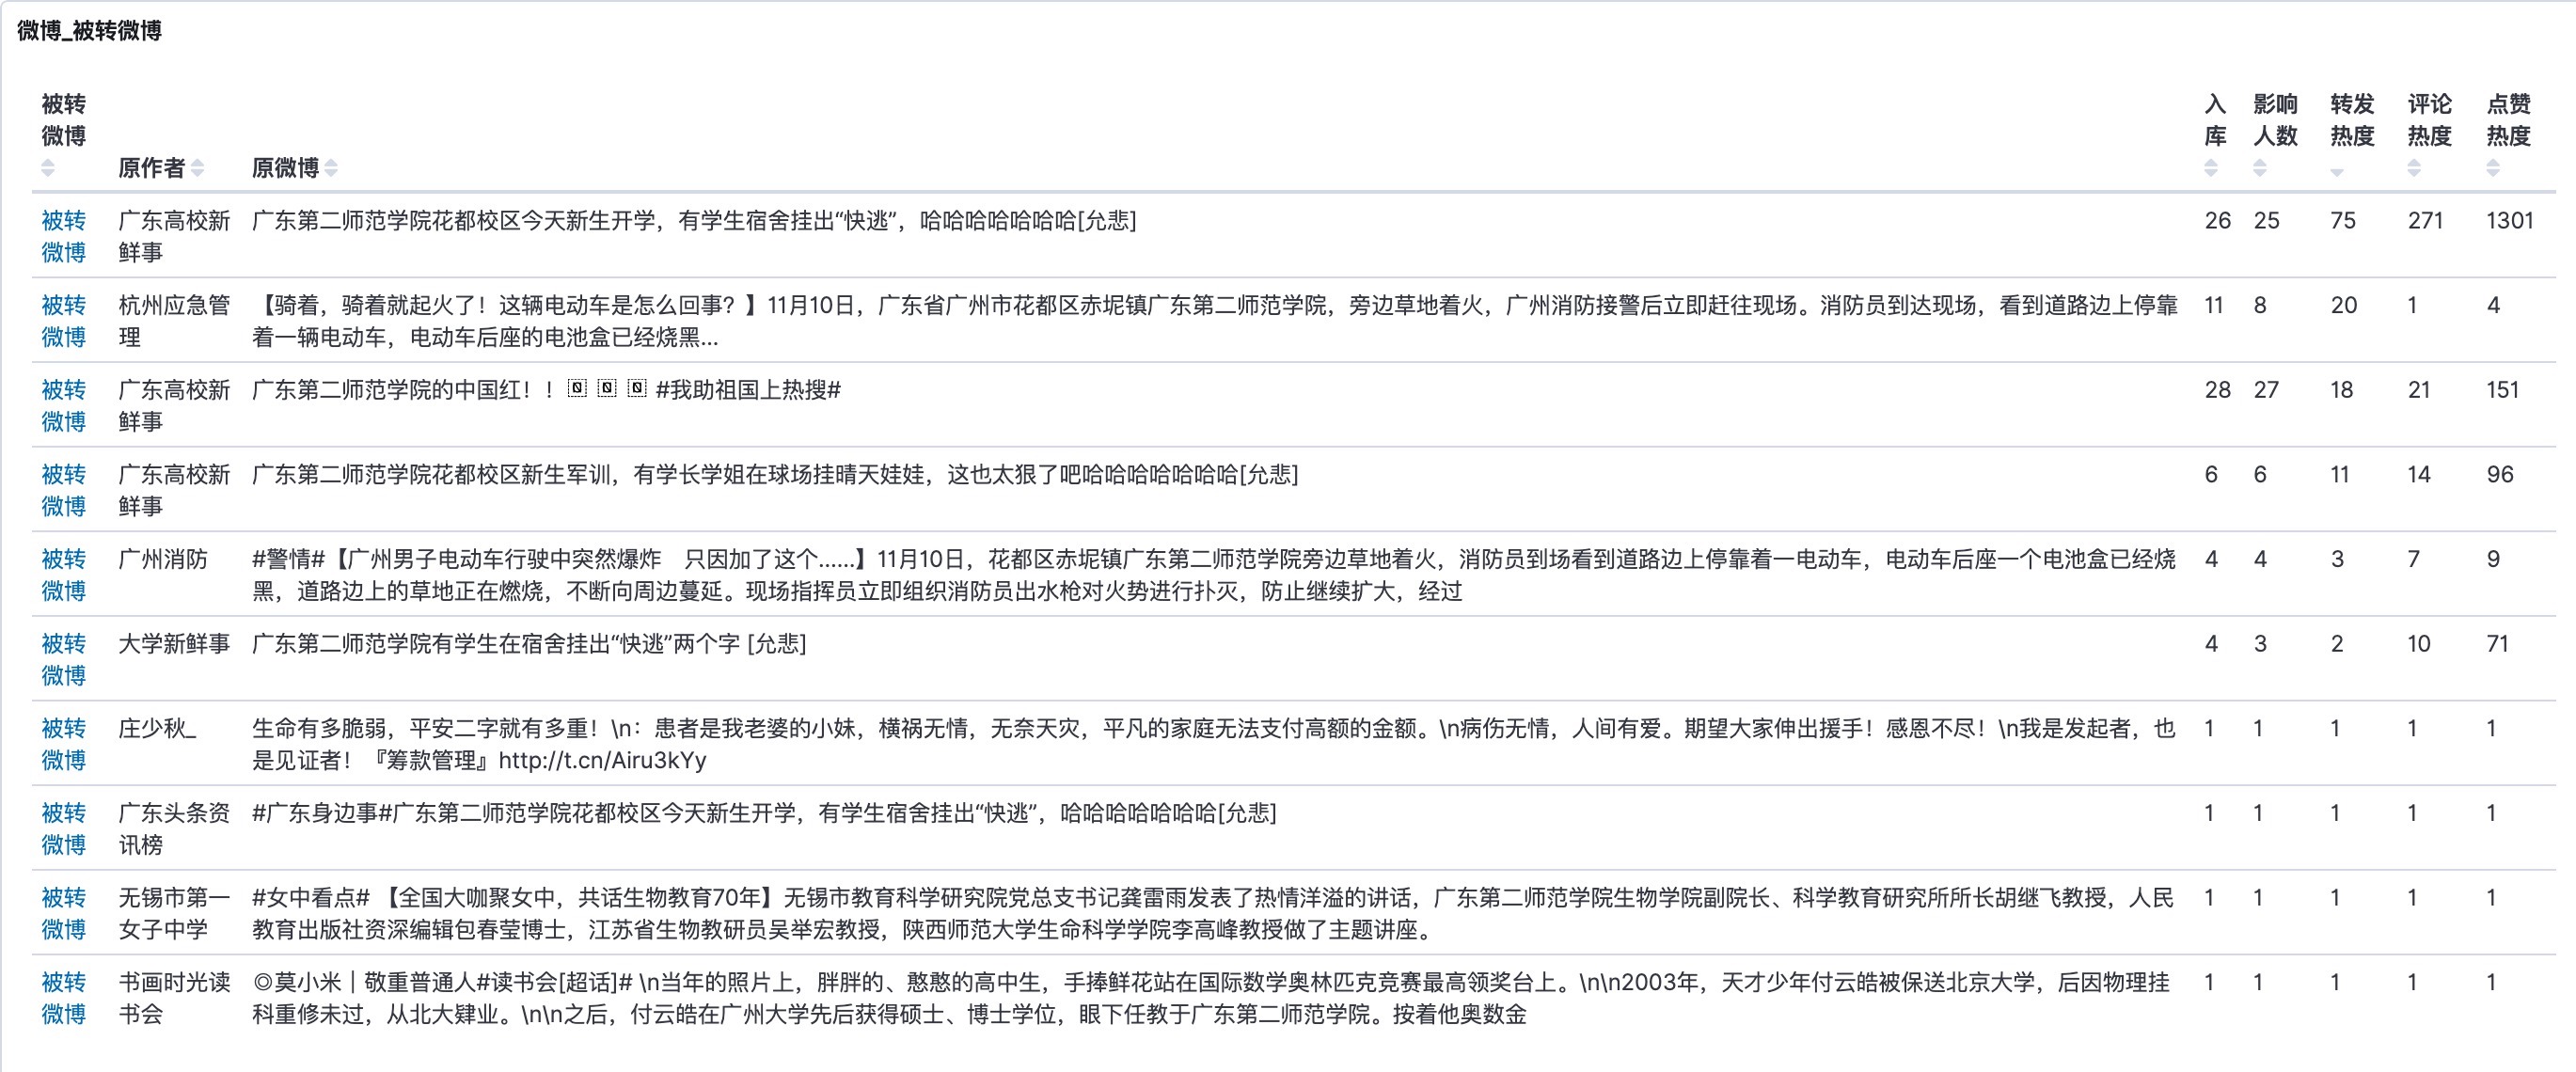 微博_被转微博
被转
微博
原作者
原微博
入
库
影响
人数
转发
热度
评论
热度
点赞
热度
被转
微博
广东高校新
鲜事
广东第二师范学院花都校区今天新生开学，有学生宿舍挂出“快逃”，哈哈哈哈哈哈哈[允悲]
26
25
75
271
1301
被转
微博
杭州应急管
理
【骑着，骑着就起火了！这辆电动车是怎么回事？】11月10日，广东省广州市花都区赤坭镇广东第二师范学院，旁边草地着火，广州消防接警后立即赶往现场。消防员到达现场，看到道路边上停靠
着一辆电动车，电动车后座的电池盒已经烧黑...
11
8
20
1
4
被转
微博
广东高校新
鲜事
广东第二师范学院的中国红！！ #我助祖国上热搜#
28
27
18
21
151
被转
微博
广东高校新
鲜事
广东第二师范学院花都校区新生军训，有学长学姐在球场挂晴天娃娃，这也太狠了吧哈哈哈哈哈哈哈[允悲]
6
6
11
14
96
被转
微博
广州消防
#警情#【广州男子电动车行驶中突然爆炸　只因加了这个……】11月10日，花都区赤坭镇广东第二师范学院旁边草地着火，消防员到场看到道路边上停靠着一电动车，电动车后座一个电池盒已经烧
黑，道路边上的草地正在燃烧，不断向周边蔓延。现场指挥员立即组织消防员出水枪对火势进行扑灭，防止继续扩大，经过
4
4
3
7
9
被转
微博
大学新鲜事
广东第二师范学院有学生在宿舍挂出“快逃”两个字 [允悲]
4
3
2
10
71
被转
微博
庄少秋_
生命有多脆弱，平安二字就有多重！\n：患者是我老婆的小妹，横祸无情，无奈天灾，平凡的家庭无法支付高额的金额。\n病伤无情，人间有爱。期望大家伸出援手！感恩不尽！\n我是发起者，也
是见证者！『筹款管理』http://t.cn/Airu3kYy
1
1
1
1
1
被转
微博
广东头条资
讯榜
#广东身边事#广东第二师范学院花都校区今天新生开学，有学生宿舍挂出“快逃”，哈哈哈哈哈哈哈[允悲]
1
1
1
1
1
被转
微博
无锡市第一
女子中学
#女中看点# 【全国大咖聚女中，共话生物教育70年】无锡市教育科学研究院党总支书记龚雷雨发表了热情洋溢的讲话，广东第二师范学院生物学院副院长、科学教育研究所所长胡继飞教授，人民
教育出版社资深编辑包春莹博士，江苏省生物教研员吴举宏教授，陕西师范大学生命科学学院李高峰教授做了主题讲座。
1
1
1
1
1
被转
微博
书画时光读
书会
◎莫小米｜敬重普通人#读书会[超话]# \n当年的照片上，胖胖的、憨憨的高中生，手捧鲜花站在国际数学奥林匹克竞赛最高领奖台上。\n\n2003年，天才少年付云皓被保送北京大学，后因物理挂
科重修未过，从北大肄业。\n\n之后，付云皓在广州大学先后获得硕士、博士学位，眼下任教于广东第二师范学院。按着他奥数金
1
1
1
1
1